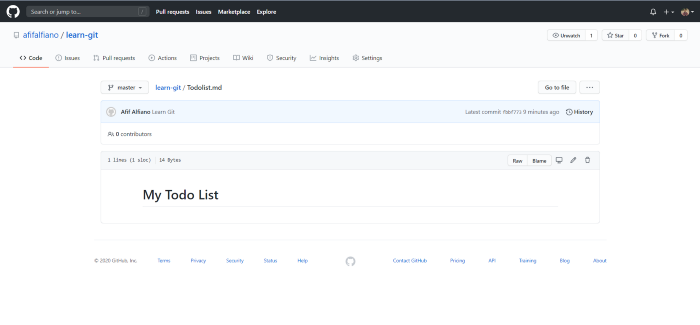 Search or jump to... / Pull requests Issues Marketplace Explore
afifalfiano / learn-git Unwatch 1 Star 0 Fork 0
Code Issues Pull requests Actions Projects Wiki Security Insights Settings
master learn-git / Todolist.md Go to file ...
Afif Alfiano Learn Git Latest commit 9 minutes ago History
0 contributors
1 lines (1 sloc) 14 Bytes Raw Blame
My Todo List
© 2020 GitHub, Inc. Terms Privacy Security Status Help Contact GitHub Pricing API Training Blog About